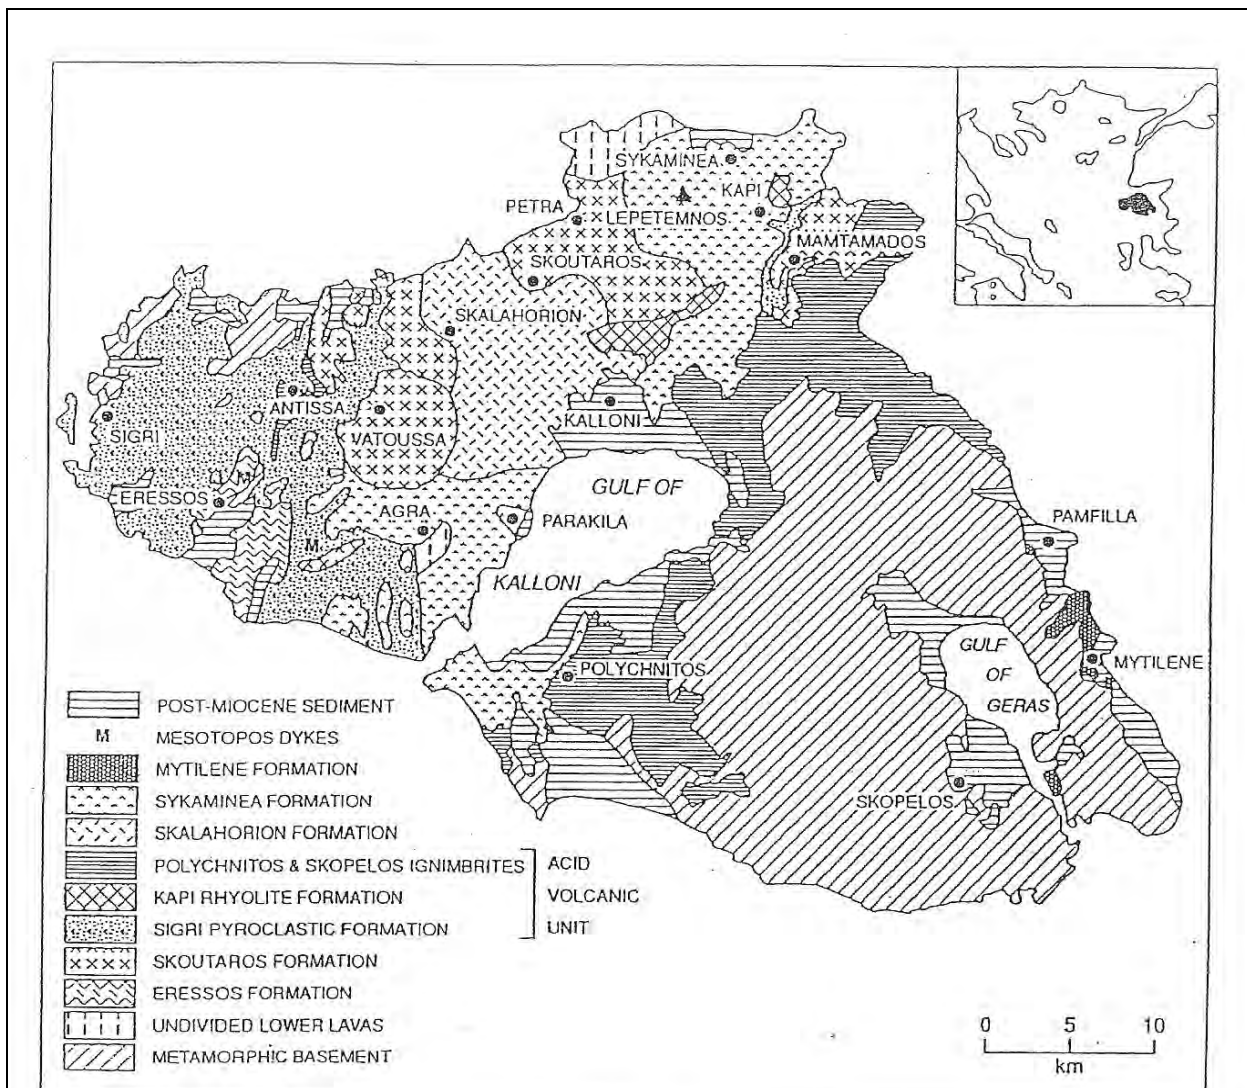 SYKAMINEA
KAPI
PETRA
LEPETEMNOS
MAMTAMADOS
SKOUTAROS
SKALAHORION
ANTISSA
KALLONI
SIGRI
VATOUSSA
M
ERESSOS
GULF OF
AGRA
PARAKILA
PAMFILLA
M
KALLONI
GULF
POLYCHNITOS
MYTILENE
OF
GERAS
SKOPELOS
POST-MIOCENE SEDIMENT
M MESOTOPOS DYKES
MYTILENE FORMATION
SYKAMINEA FORMATION
SKALAHORION FORMATION
POLYCHNITOS & SKOPELOS IGNIMBRITES ACID
KAPI RHYOLITE FORMATION VOLCANIC
SIGRI PYROCLASTIC FORMATION UNIT
SKOUTAROS FORMATION
ERESSOS FORMATION
UNDIVIDED LOWER LAVAS
METAMORPHIC BASEMENT
0 5 10
km